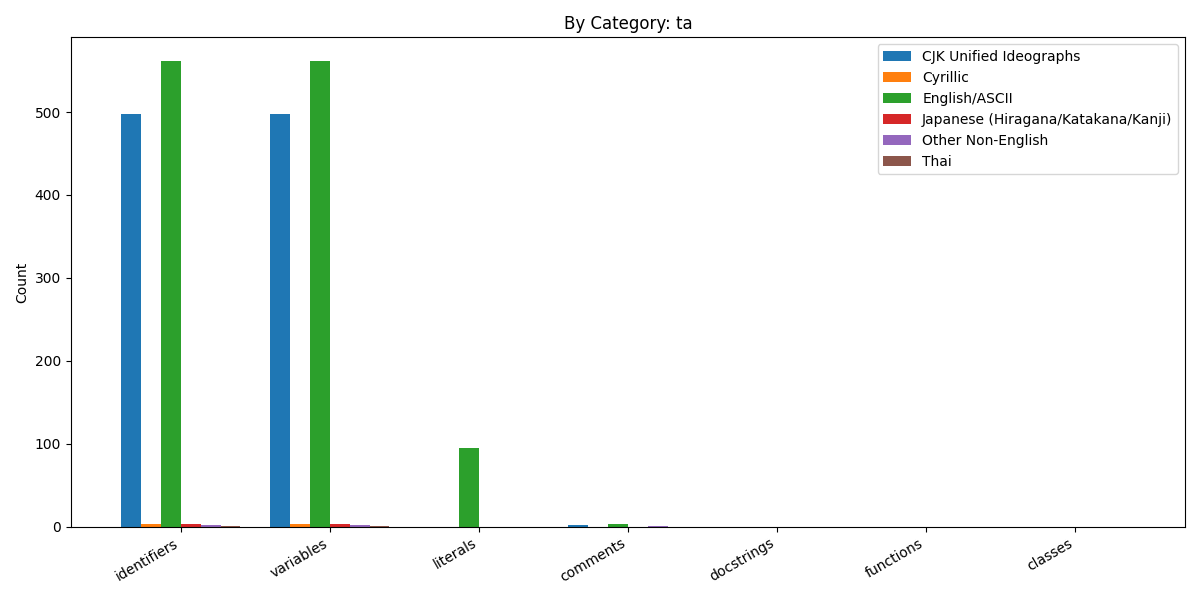 By Category: ta
CJK Unified Ideographs
Cyrillic
English/ASCII
Japanese (Hiragana/Katakana/Kanji)
Other Non-English
Thai
Count
500
400
300
200
100
0
identifiers
variables
literals
comments
docstrings
functions
classes